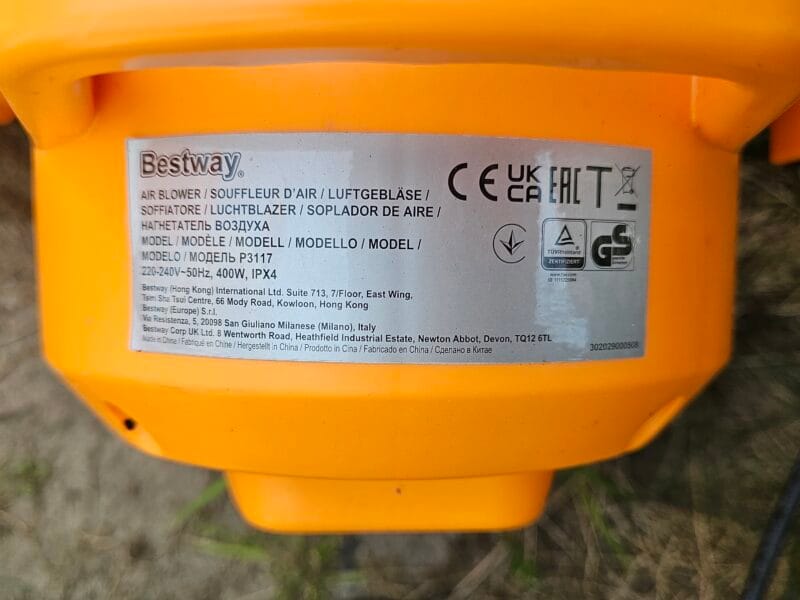 Bestway®
AIR BLOWER / SOUFFLEUR D'AIR / LUFTGEBLÄSE /
SOFFIATORE / LUCHTBLAZER / SOPLADOR DE AIRE /
НАГНЕТАТЕЛЬ ВОЗДУХА
MODEL / MODÈLE / MODELL / MODELLO / MODEL /
MODELO / МОДЕЛЬ P3117
220-240V~50Hz, 400W, IPX4
Bestway (Hong Kong) International Ltd. Suite 713, 7/Floor, East Wing,
Tsim Sha Tsui Centre, 66 Mody Road, Kowloon, Hong Kong
Bestway (Europe) S.r.l.
Via Resistenza, 5, 20098 San Giuliano Milanese (Milano), Italy
Bestway Corp UK Ltd. 8 Wentworth Road, Heathfield Industrial Estate, Newton Abbot, Devon, TQ12 6TL
Made in China / Fabriqué en Chine / Hergestellt in China / Prodotto in Cina / Fabricado en China / Сделано в Китае
CE UK CA EAC T
TÜVRheinland
ZERTIFIZIERT
GS
302029000508